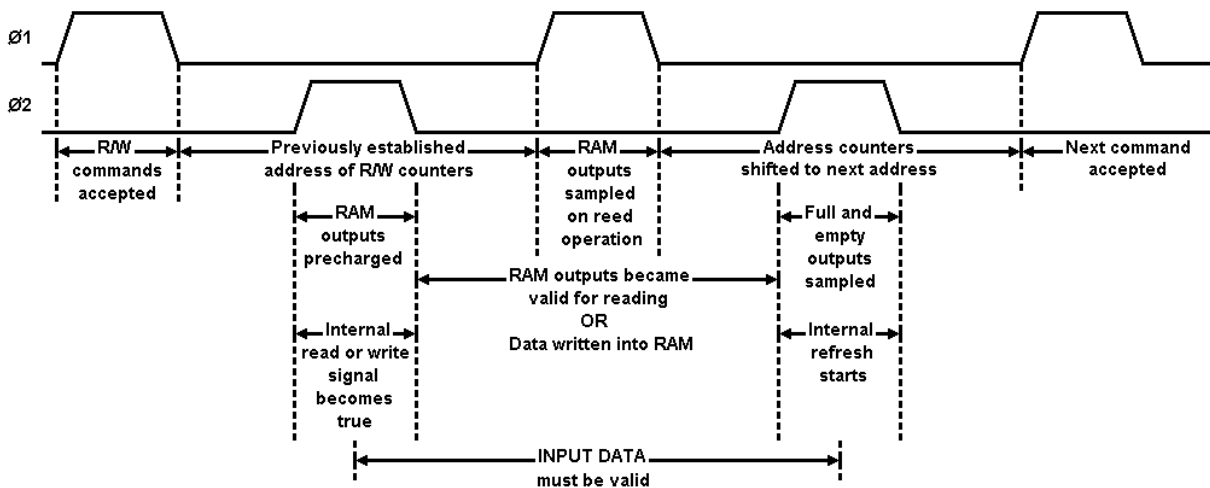 Ø1
Ø2
R/W
commands
accepted
Previously established
address of R/W counters
RAM
outputs
sampled
on reed
operation
Address counters
shifted to next address
Next command
accepted
RAM
outputs
precharged
Full and
empty
outputs
sampled
RAM outputs became
valid for reading
OR
Data written into RAM
Internal
read or write
signal
becomes
true
Internal
refresh
starts
INPUT DATA
must be valid